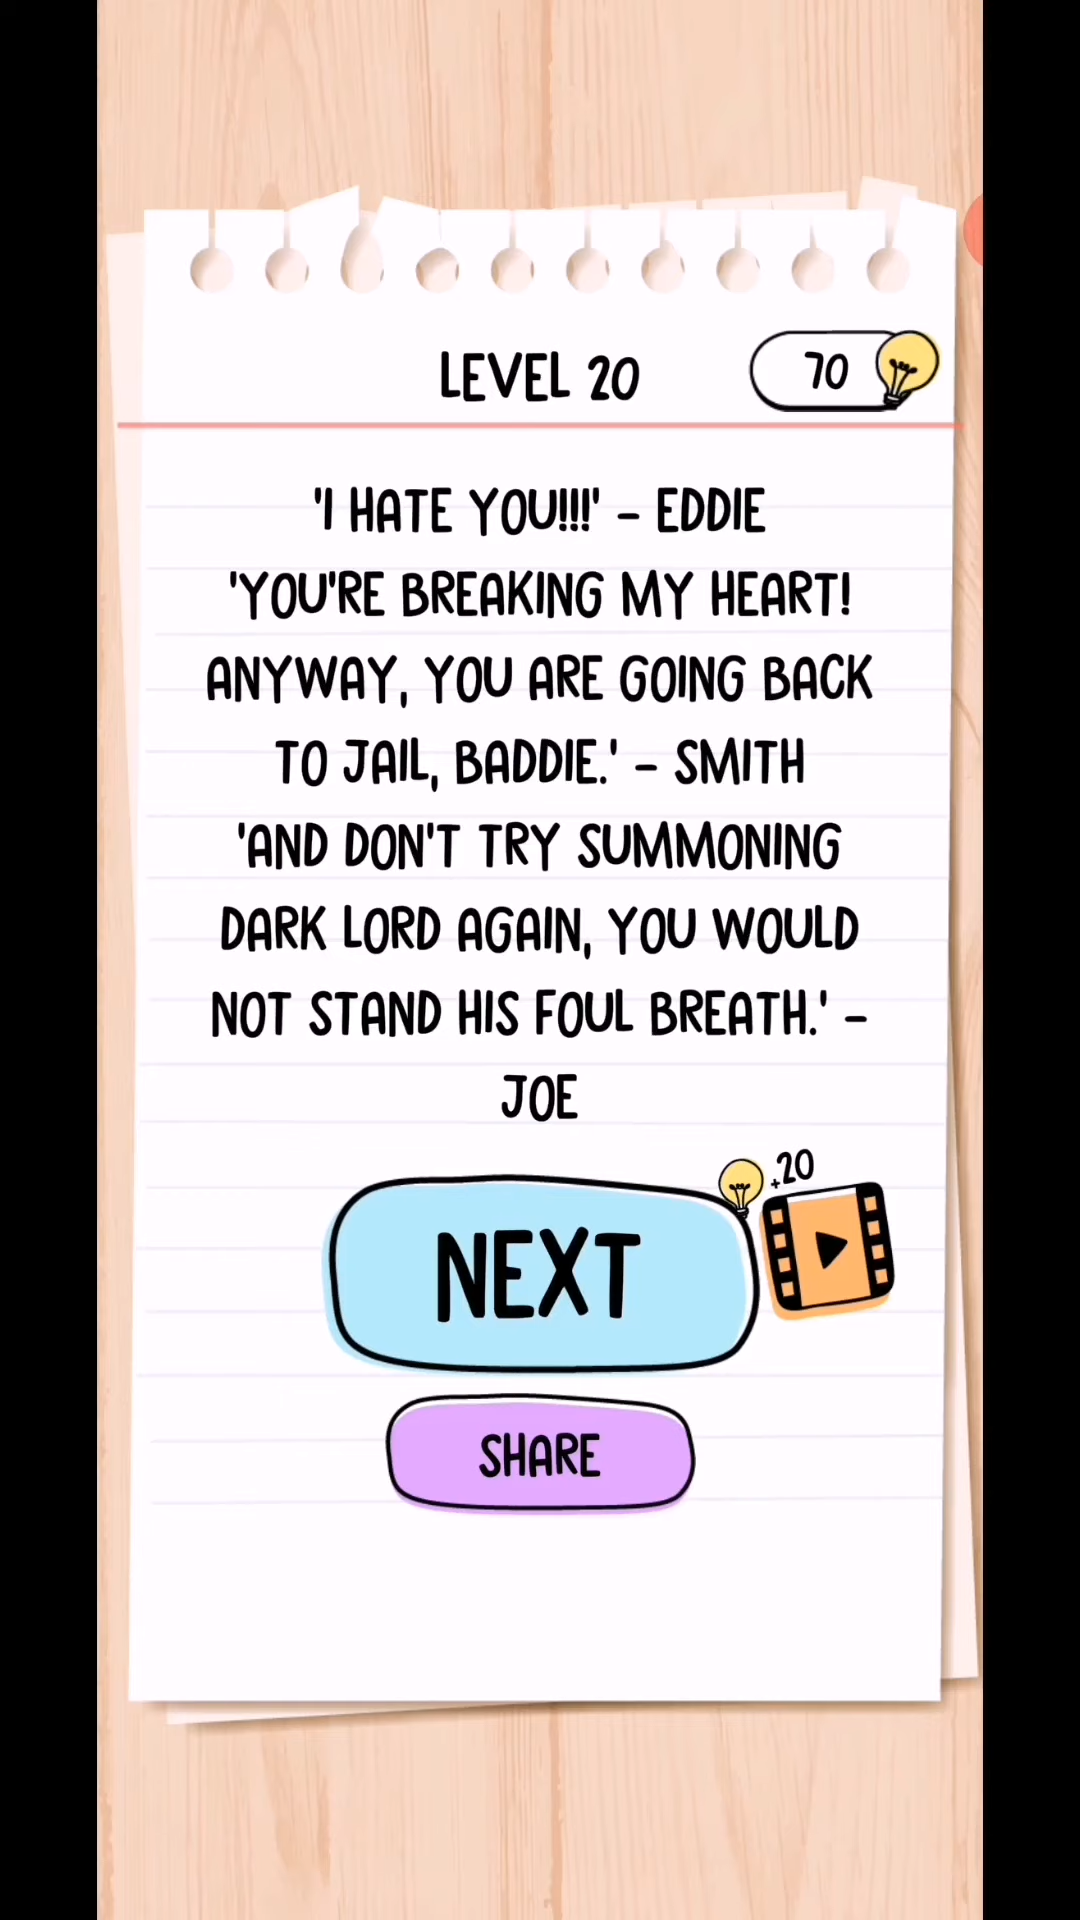 LEVEL 20
70
'I HATE YOU!!!' - EDDIE
'YOU'RE BREAKING MY HEART!
ANYWAY, YOU ARE GOING BACK
TO JAIL, BADDIE.' - SMITH
'AND DON'T TRY SUMMONING
DARK LORD AGAIN, YOU WOULD
NOT STAND HIS FOUL BREATH.' -
JOE
+20
NEXT
SHARE